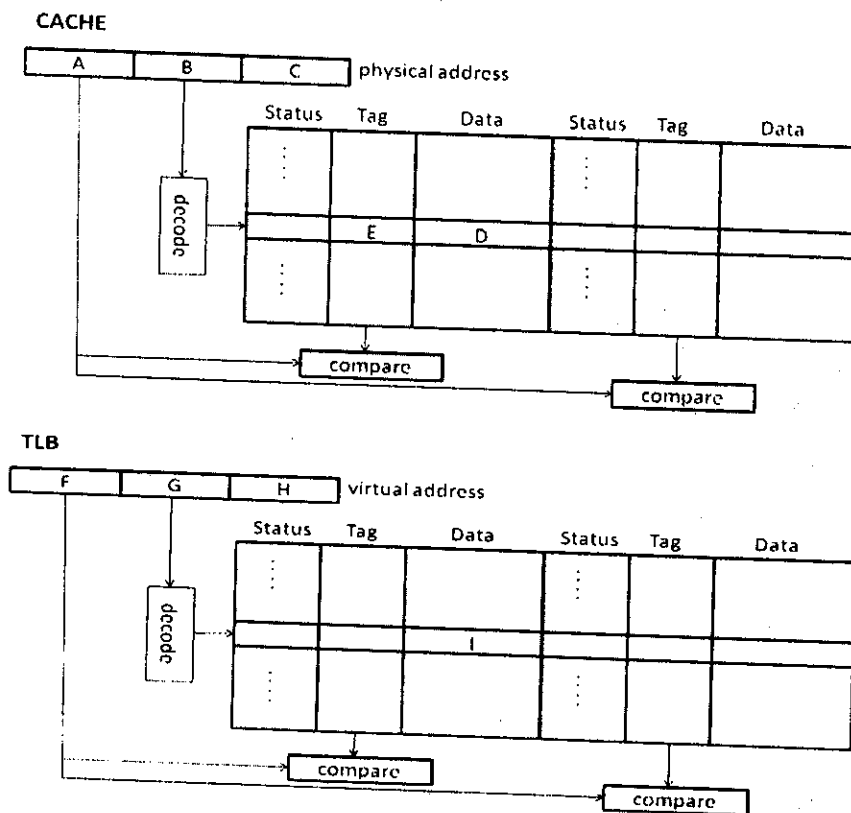 CACHE
A B C physical address
Status Tag Data Status Tag Data
decode
E D
compare
compare
TLB
F G H virtual address
Status Tag Data Status Tag Data
decode
I
compare
compare